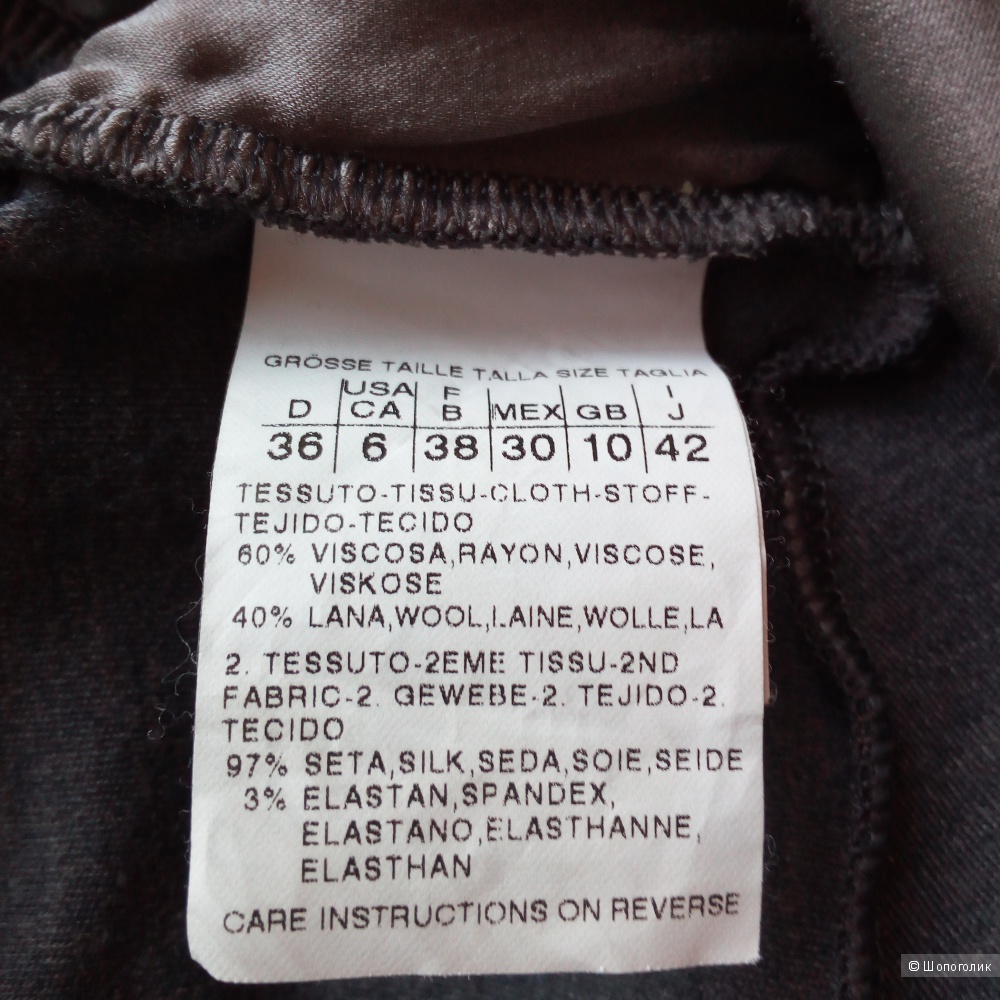 GRÖSSE TAILLE TALLA SIZE TAGLIA
D USA CA F B MEX GB I J
36 6 38 30 10 42
TESSUTO-TISSU-CLOTH-STOFF-
TEJIDO-TECIDO
60% VISCOSA,RAYON,VISCOSE,
VISKOSE
40% LANA,WOOL,LAINE,WOLLE,LA
2. TESSUTO-2EME TISSU-2ND
FABRIC-2. GEWEBE-2. TEJIDO-2.
TECIDO
97% SETA,SILK,SEDA,SOIE,SEIDE
3% ELASTAN,SPANDEX,
ELASTANO,ELASTHANNE,
ELASTHAN
CARE INSTRUCTIONS ON REVERSE
© Шопоголик